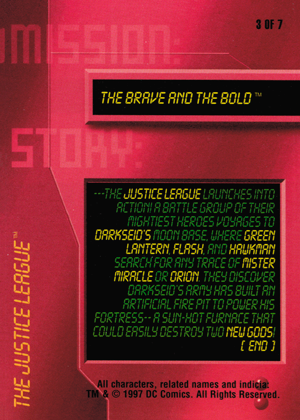 3 OF 7
MISSION:
THE BRAVE AND THE BOLD ™
STORY:
---THE JUSTICE LEAGUE LAUNCHES INTO
ACTION! A BATTLE GROUP OF THEIR
MIGHTIEST HEROES VOYAGES TO
DARKSEID'S MOON BASE, WHERE GREEN
LANTERN, FLASH, AND HAWKMAN
SEARCH FOR ANY TRACE OF MISTER
MIRACLE OR ORION. THEY DISCOVER
DARKSEID'S ARMY HAS BUILT AN
ARTIFICIAL FIRE PIT TO POWER HIS
FORTRESS-- A SUN-HOT FURNACE THAT
COULD EASILY DESTROY TWO NEW GODS!
( END )
THE JUSTICE LEAGUE™
All characters, related names and indicia:
TM & © 1997 DC Comics. All Rights Reserved.